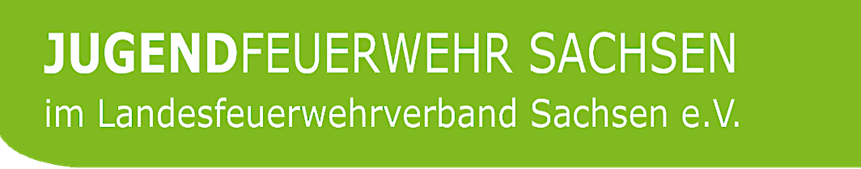 JUGENDFEUERWEHR SACHSEN
im Landesfeuerwehrverband Sachsen e.V.